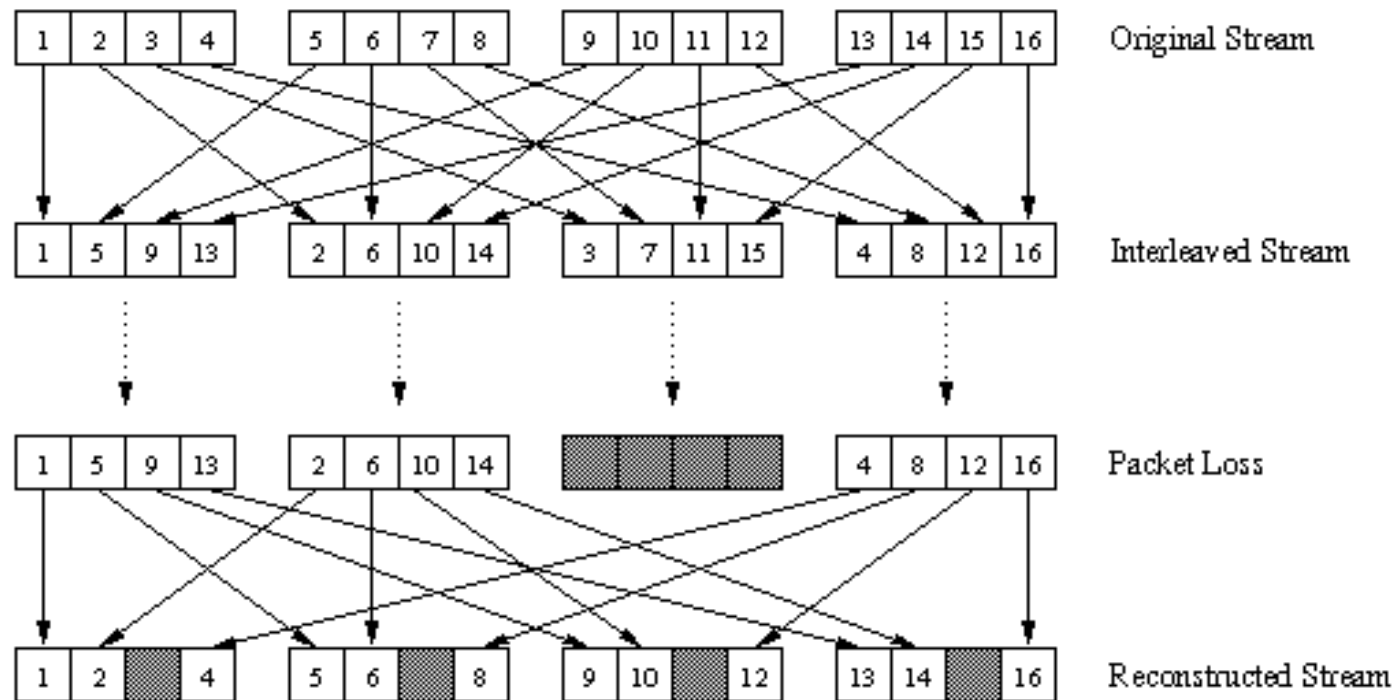 1 2 3 4 5 6 7 8 9 10 11 12 13 14 15 16 Original Stream
1 5 9 13 2 6 10 14 3 7 11 15 4 8 12 16 Interleaved Stream
1 5 9 13 2 6 10 14 4 8 12 16 Packet Loss
1 2 4 5 6 8 9 10 12 13 14 16 Reconstructed Stream